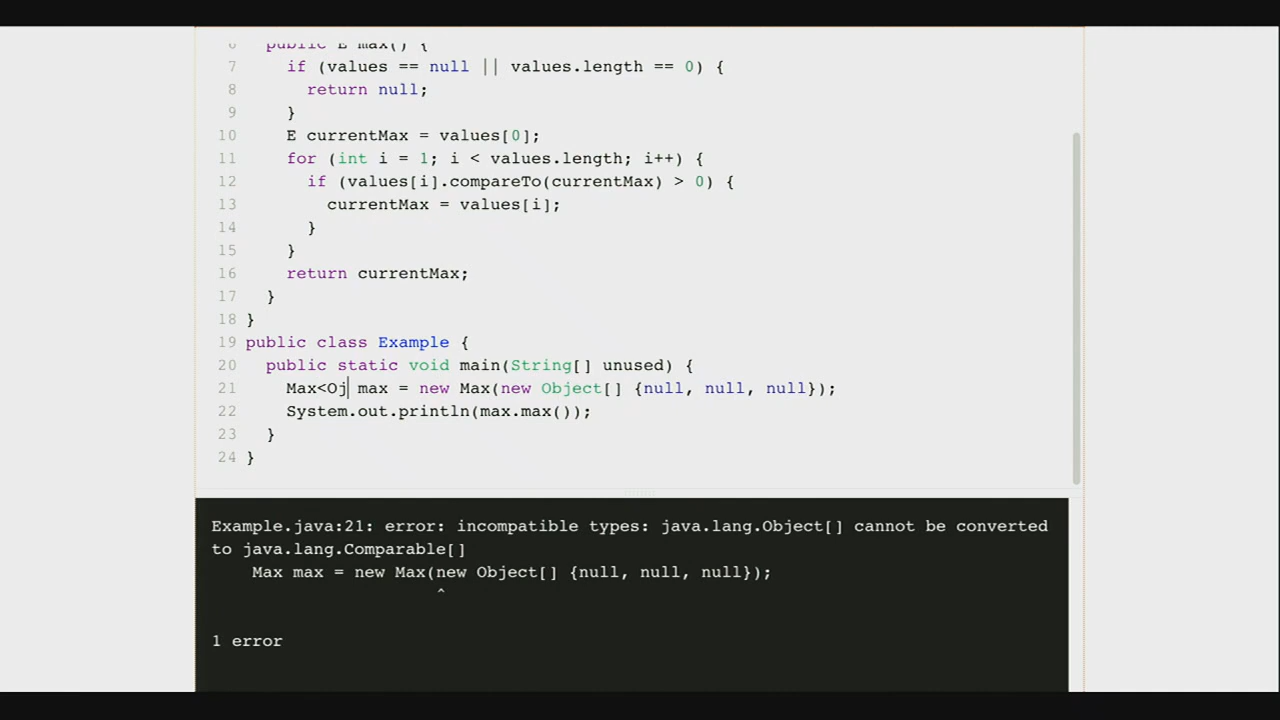 6 public E max() {
7 if (values == null || values.length == 0) {
8 return null;
9 }
10 E currentMax = values[0];
11 for (int i = 1; i < values.length; i++) {
12 if (values[i].compareTo(currentMax) > 0) {
13 currentMax = values[i];
14 }
15 }
16 return currentMax;
17 }
18 }
19 public class Example {
20 public static void main(String[] unused) {
21 Max<Oj max = new Max(new Object[] {null, null, null});
22 System.out.println(max.max());
23 }
24 }
Example.java:21: error: incompatible types: java.lang.Object[] cannot be converted
to java.lang.Comparable[]
Max max = new Max(new Object[] {null, null, null});
^
1 error